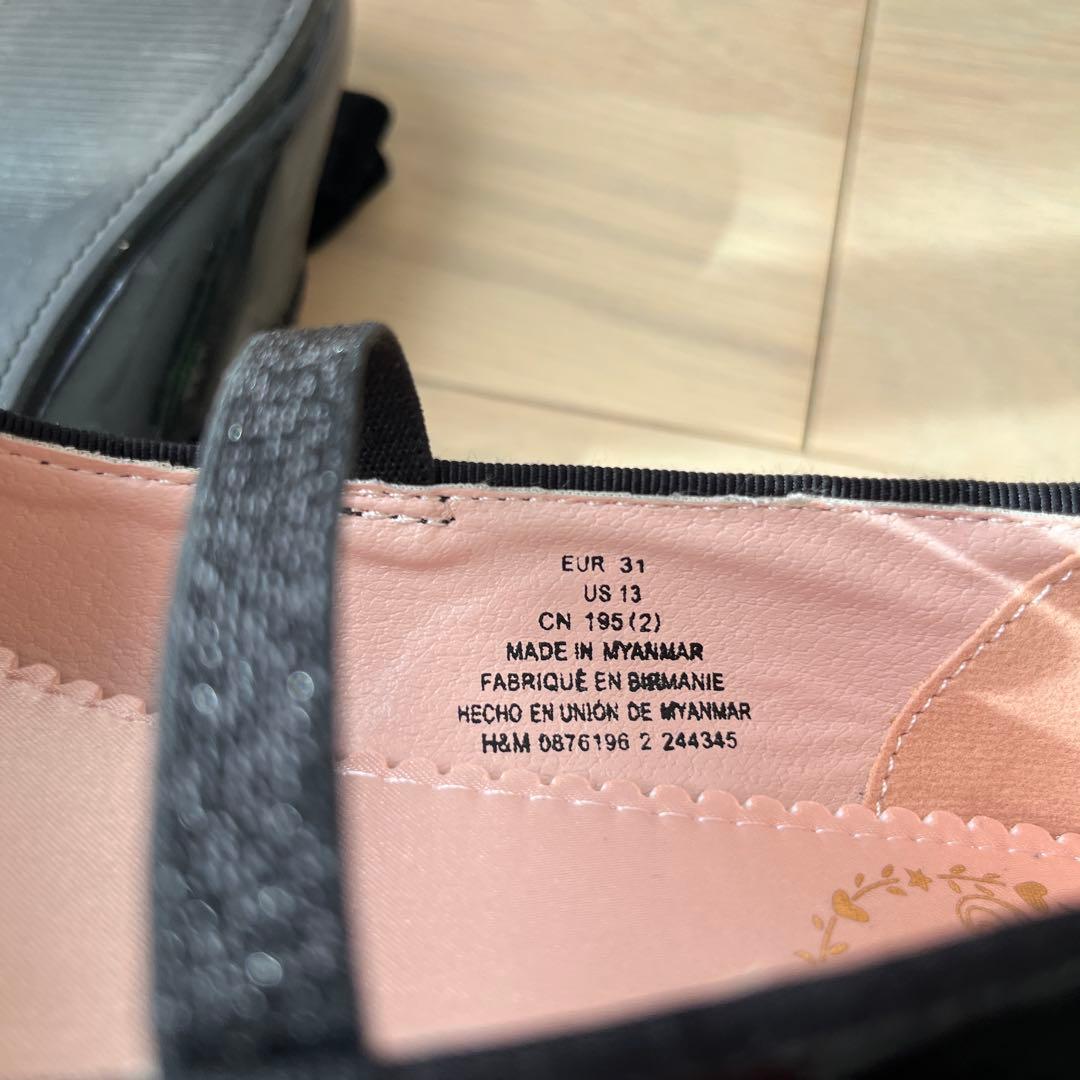 EUR 31
US 13
CN 195(2)
MADE IN MYANMAR
FABRIQUÉ EN BIRMANIE
HECHO EN UNIÓN DE MYANMAR
H&M 0876196 2 244345